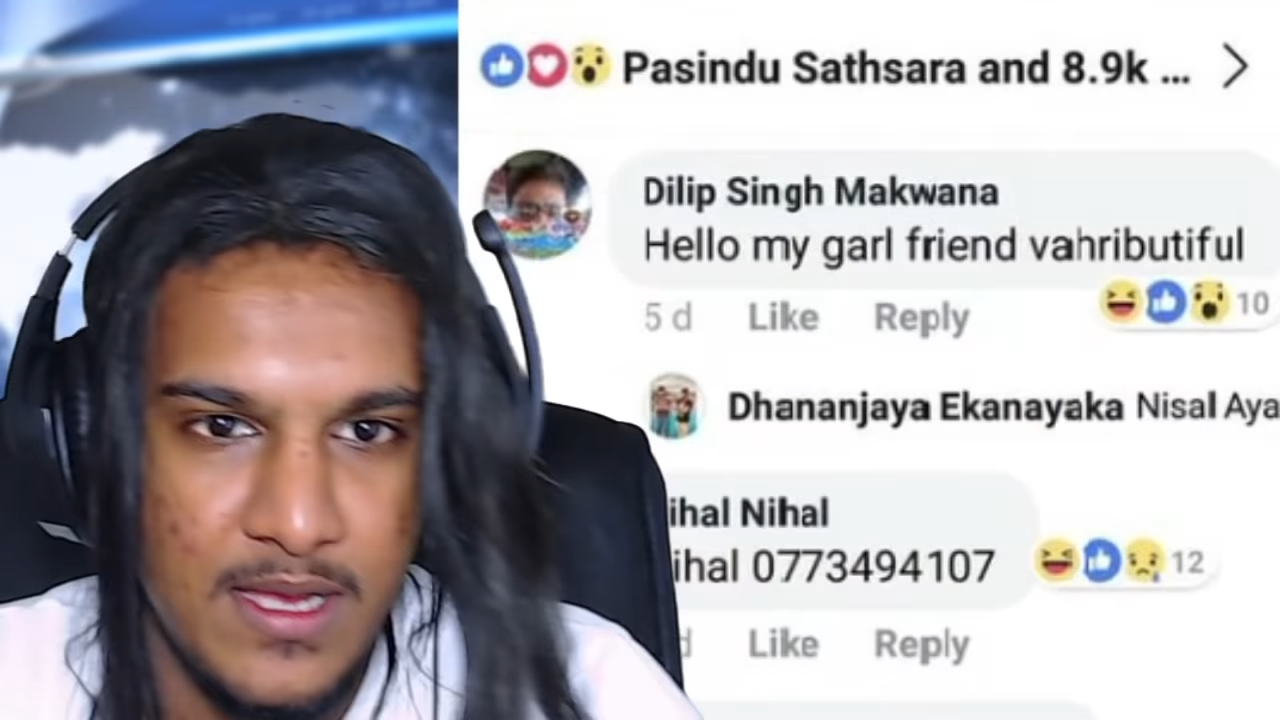 Pasindu Sathsara and 8.9k ...
Dilip Singh Makwana
Hello my garl friend vahributiful
5 d Like Reply
10
Dhananjaya Ekanayaka Nisal Aya
ihal Nihal
ihal 0773494107
12
d Like Reply